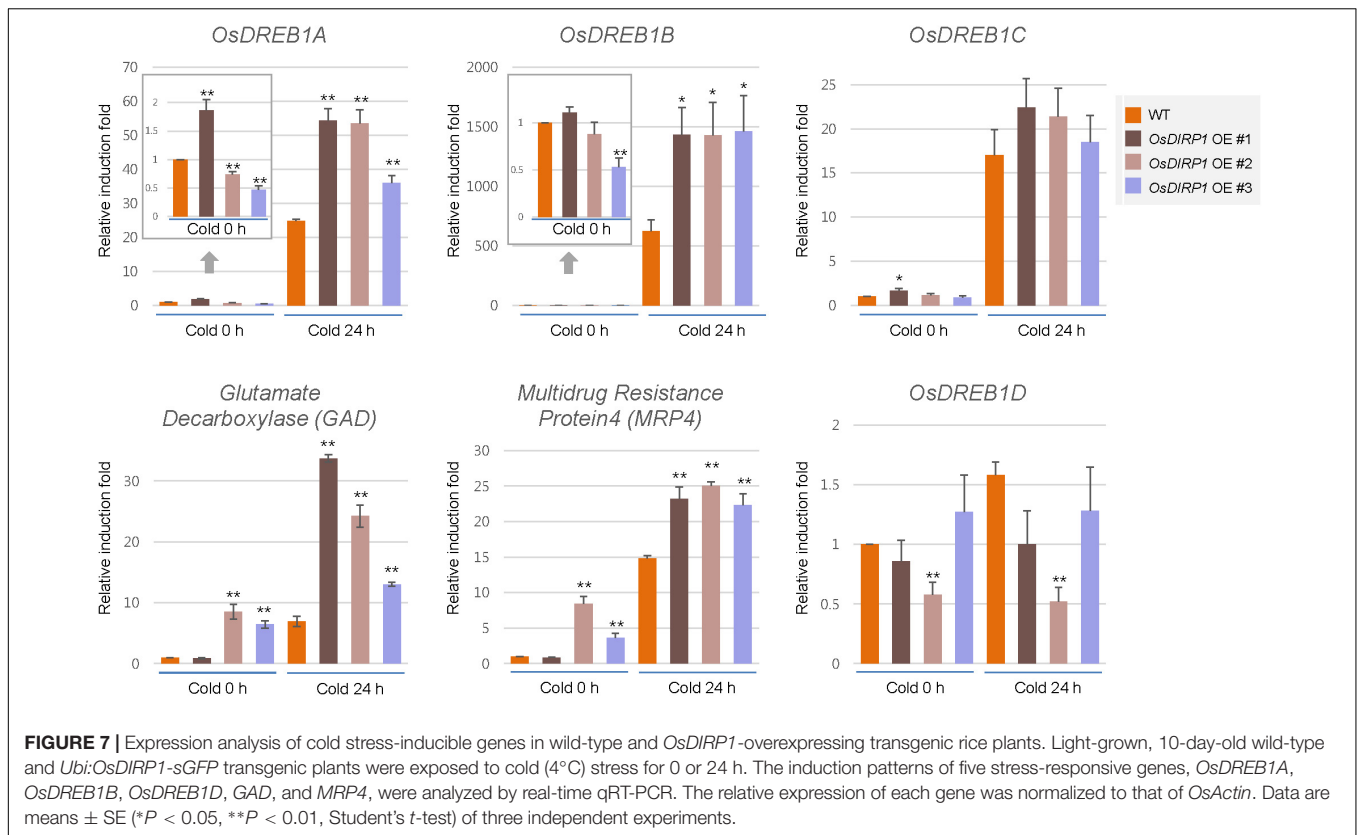 OsDREB1A
Relative induction fold
70
60
50
40
30
20
10
0
2
1.5
1
0.5
0
**
**
**
Cold 0 h
**
**
**
Cold 0 h
Cold 24 h
OsDREB1B
Relative induction fold
2000
1500
1000
500
0
1
0.5
0
**
Cold 0 h
*
*
*
Cold 0 h
Cold 24 h
OsDREB1C
Relative induction fold
25
20
15
10
5
0
*
Cold 0 h
Cold 24 h
WT
OsDIRP1 OE #1
OsDIRP1 OE #2
OsDIRP1 OE #3
Glutamate
Decarboxylase (GAD)
Relative induction fold
30
20
10
0
**
**
**
**
**
Cold 0 h
Cold 24 h
Multidrug Resistance
Protein4 (MRP4)
Relative induction fold
30
25
20
15
10
5
0
**
**
**
**
**
Cold 0 h
Cold 24 h
OsDREB1D
Relative induction fold
2
1.5
1
0.5
0
**
**
Cold 0 h
Cold 24 h
FIGURE 7 | Expression analysis of cold stress-inducible genes in wild-type and OsDIRP1-overexpressing transgenic rice plants. Light-grown, 10-day-old wild-type
and Ubi:OsDIRP1-sGFP transgenic plants were exposed to cold (4°C) stress for 0 or 24 h. The induction patterns of five stress-responsive genes, OsDREB1A,
OsDREB1B, OsDREB1D, GAD, and MRP4, were analyzed by real-time qRT-PCR. The relative expression of each gene was normalized to that of OsActin. Data are
means ± SE (*P < 0.05, **P < 0.01, Student's t-test) of three independent experiments.